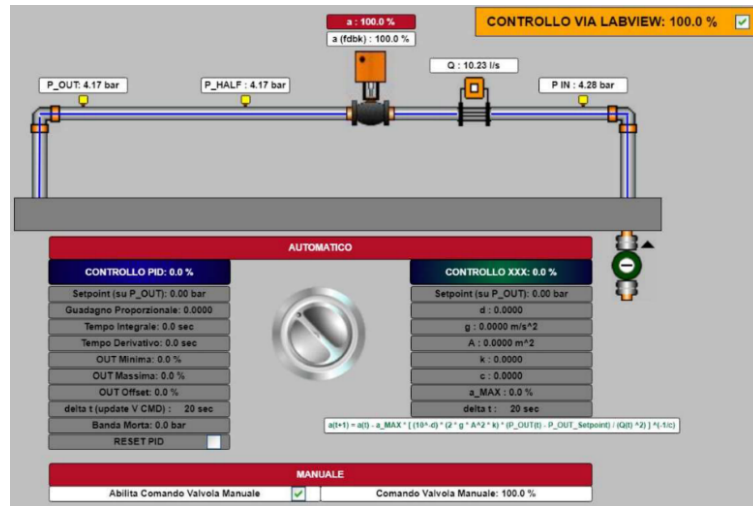 a : 100.0 %
CONTROLLO VIA LABVIEW: 100.0 %
a (fdbk) : 100.0 %
Q : 10.23 l/s
P_OUT: 4.17 bar
P_HALF : 4.17 bar
P IN : 4.28 bar
AUTOMATICO
CONTROLLO PID: 0.0 %
Setpoint (su P_OUT): 0.00 bar
Guadagno Proporzionale: 0.0000
Tempo Integrale: 0.0 sec
Tempo Derivativo: 0.0 sec
OUT Minima: 0.0 %
OUT Massima: 0.0 %
OUT Offset: 0.0 %
delta t (update V CMD) : 20 sec
Banda Morta: 0.0 bar
RESET PID
CONTROLLO XXX: 0.0 %
Setpoint (su P_OUT): 0.00 bar
d : 0.0000
g : 0.0000 m/s^2
A : 0.0000 m^2
k : 0.0000
c : 0.0000
a_MAX : 0.0 %
delta t : 20 sec
a(t+1) = a(t) - a_MAX * [ (10^-d) * (2 * g * A^2 * k) * (P_OUT(t) - P_OUT_Setpoint) / (Q(t) ^2) ] ^(-1/c)
MANUALE
Abilita Comando Valvola Manuale
Comando Valvola Manuale: 100.0 %